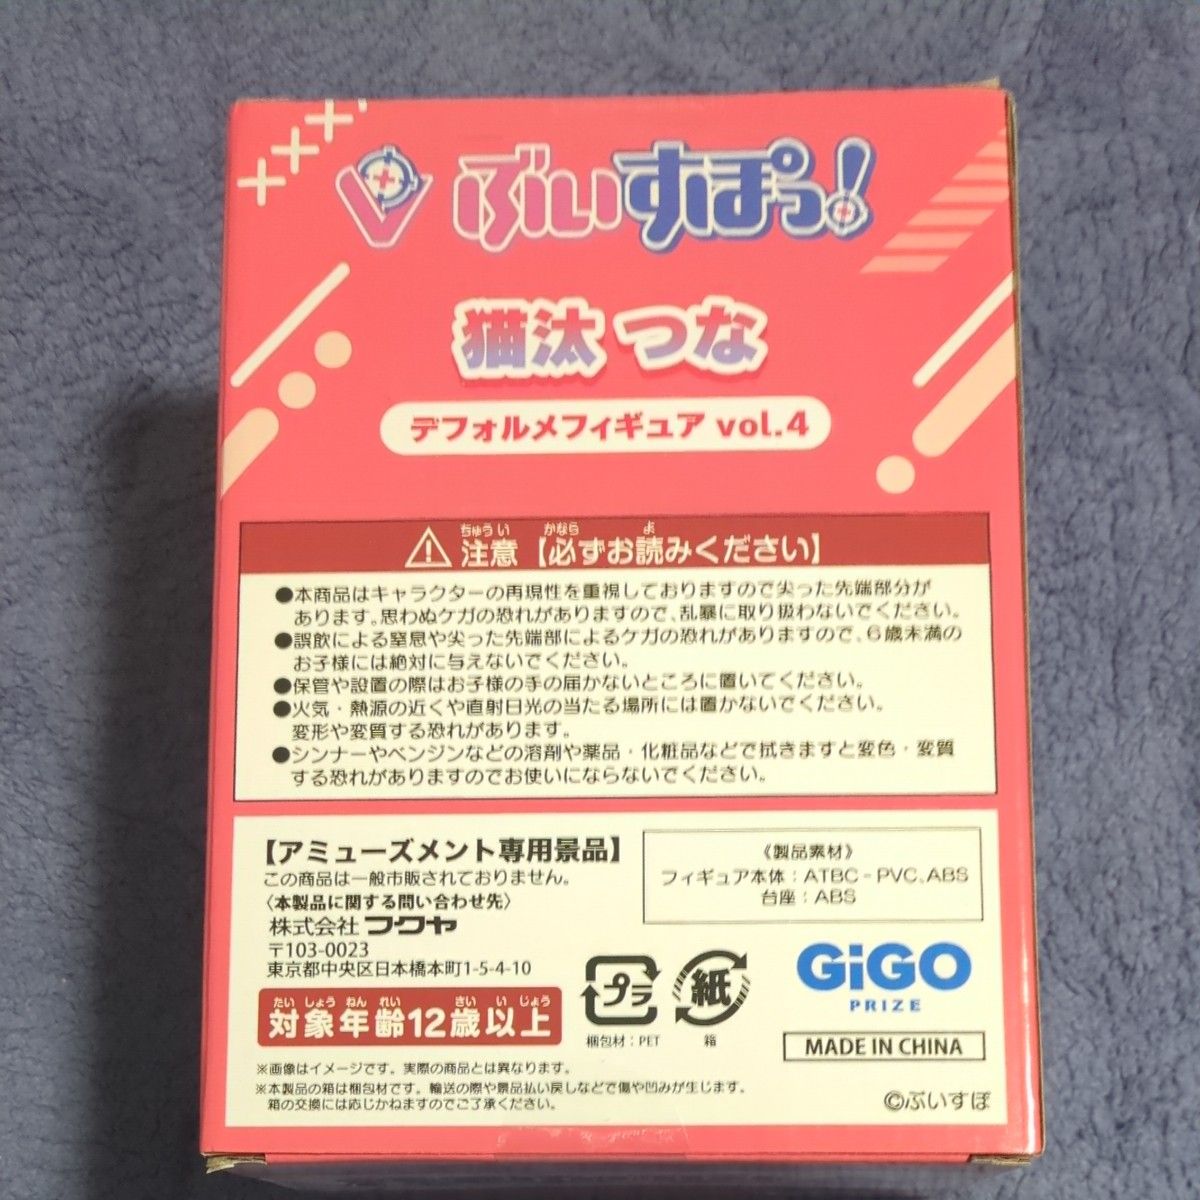 ぶいすぽっ!
猫汰 つな
デフォルメフィギュア vol.4
ちゅうい かなら よ
注意【必ずお読みください】
●本商品はキャラクターの再現性を重視しておりますので尖った先端部分が
あります。思わぬケガの恐れがありますので、乱暴に取り扱わないでください。
●誤飲による窒息や尖った先端部によるケガの恐れがありますので、6歳未満の
お子様には絶対に与えないでください。
●保管や設置の際はお子様の手の届かないところに置いてください。
●火気・熱源の近くや直射日光の当たる場所には置かないでください。
変形や変質する恐れがあります。
●シンナーやベンジンなどの溶剤や薬品・化粧品などで拭きますと変色・変質
する恐れがありますのでお使いにならないでください。
【アミューズメント専用景品】
この商品は一般市販されておりません。
〈本製品に関する問い合わせ先〉
株式会社フクヤ
〒103-0023
東京都中央区日本橋本町1-5-4-10
たいしょうねんれい さいいじょう
対象年齢12歳以上
《製品素材》
フィギュア本体：ATBC-PVC、ABS
台座：ABS
プラ
梱包材：PET
紙
箱
GiGO
PRIZE
MADE IN CHINA
※画像はイメージです。実際の商品とは異なります。
※本製品の箱は梱包材です。輸送の際や景品払い戻しなどで傷や凹みが生じます。
箱の交換には応じかねますのでご了承ください。
©ぶいすぽ